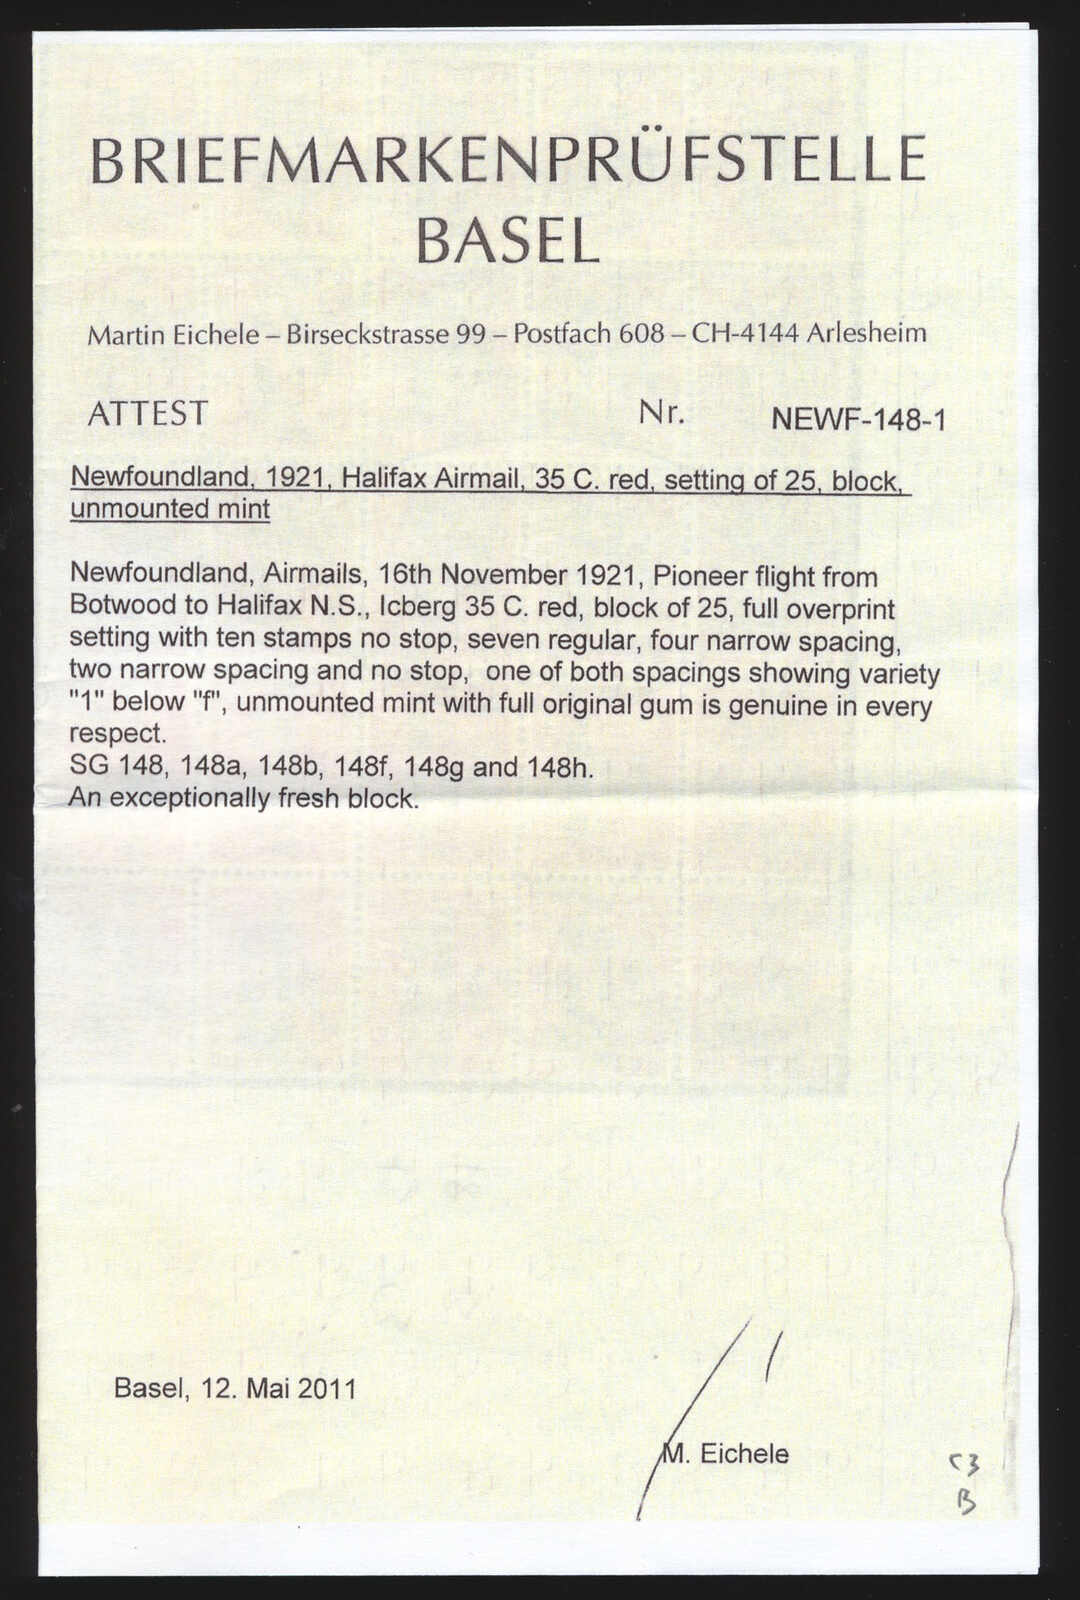 BRIEFMARKENPRÜFSTELLE
BASEL
Martin Eichele – Birseckstrasse 99 – Postfach 608 – CH-4144 Arlesheim
ATTEST Nr. NEWF-148-1
Newfoundland, 1921, Halifax Airmail, 35 C. red, setting of 25, block,
unmounted mint
Newfoundland, Airmails, 16th November 1921, Pioneer flight from
Botwood to Halifax N.S., Icberg 35 C. red, block of 25, full overprint
setting with ten stamps no stop, seven regular, four narrow spacing,
two narrow spacing and no stop, one of both spacings showing variety
"1" below "f", unmounted mint with full original gum is genuine in every
respect.
SG 148, 148a, 148b, 148f, 148g and 148h.
An exceptionally fresh block.
Basel, 12. Mai 2011
M. Eichele
C3
B